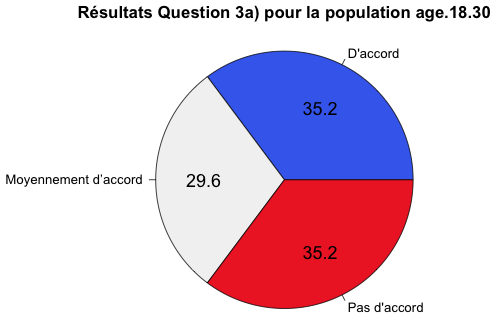 Résultats Question 3a) pour la population age.18.30
D'accord
35.2
Moyennement d'accord
29.6
35.2
Pas d'accord